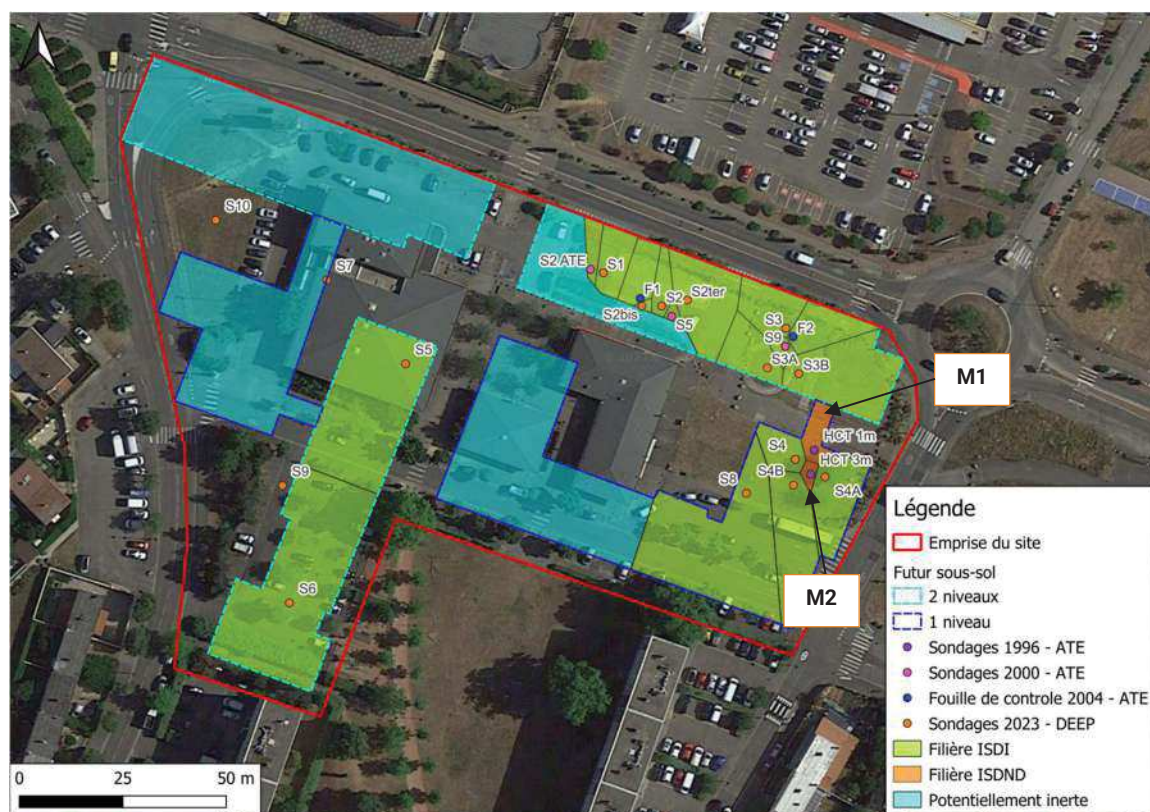 S10
S7
S2 ATE
S1
F1
S2
S2ter
S2bis
S5
S3
F2
S9
S3A
S3B
S5
M1
HCT 1m
S4
HCT 3m
S4B
S4A
S8
S9
S6
M2
Légende
Emprise du site
Futur sous-sol
2 niveaux
1 niveau
Sondages 1996 - ATE
Sondages 2000 - ATE
Fouille de controle 2004 - ATE
Sondages 2023 - DEEP
Filière ISDI
Filière ISDND
Potentiellement inerte
0 25 50 m